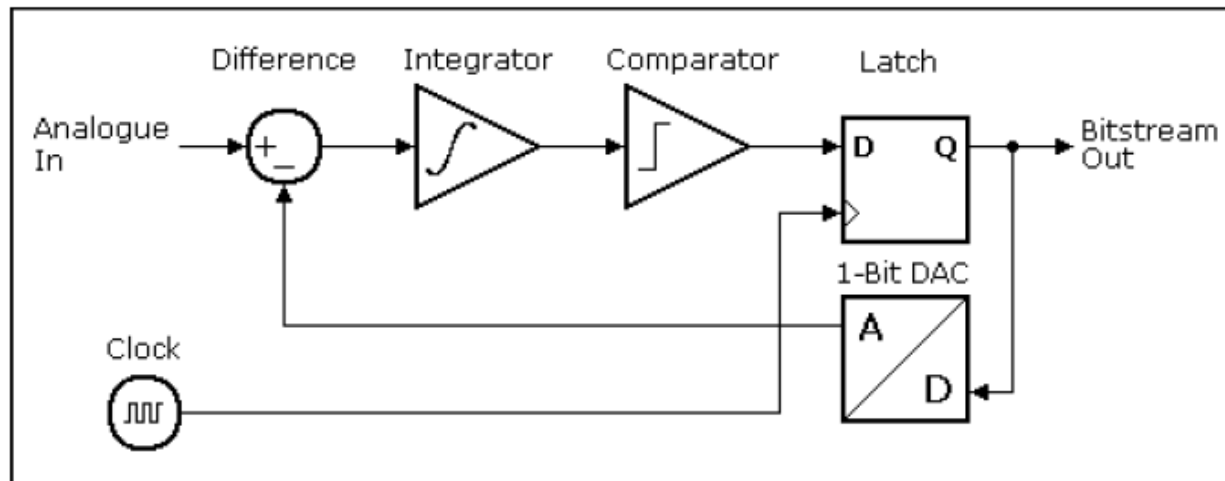 Difference
Integrator
Comparator
Latch
Analogue
In
+
−
D
Q
Bitstream
Out
1-Bit DAC
A
D
Clock